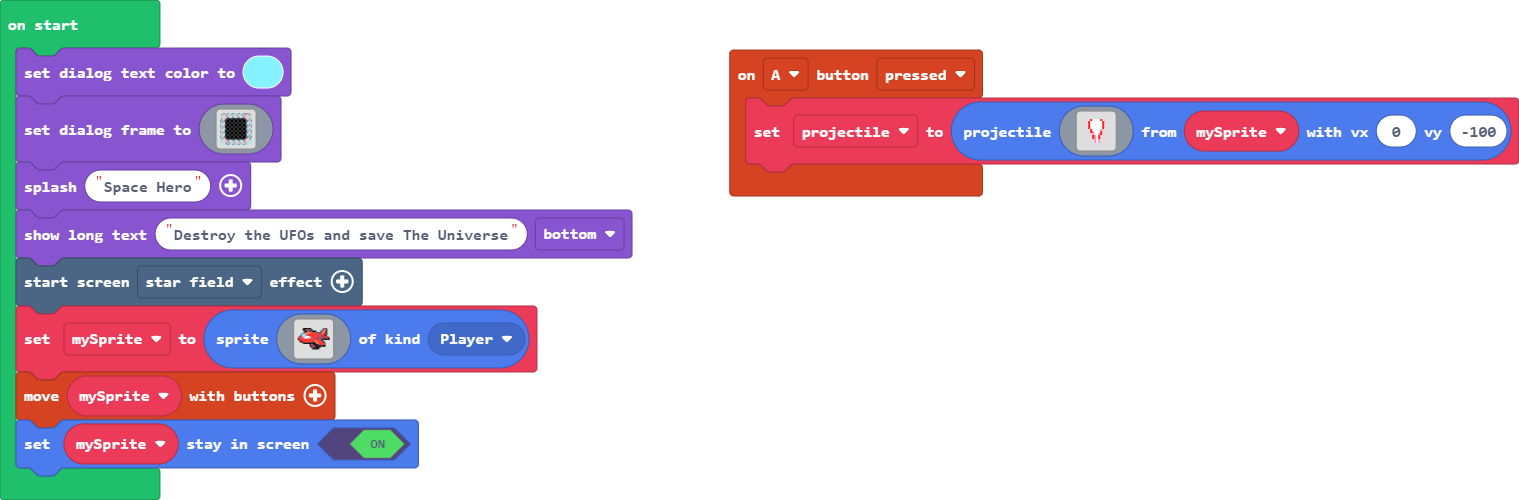 on start
set dialog text color to
set dialog frame to
splash "Space Hero"
show long text "Destroy the UFOs and save The Universe" bottom
start screen star field effect
set mySprite to sprite of kind Player
move mySprite with buttons
set mySprite stay in screen ON
on A button pressed
set projectile to projectile from mySprite with vx 0 vy -100